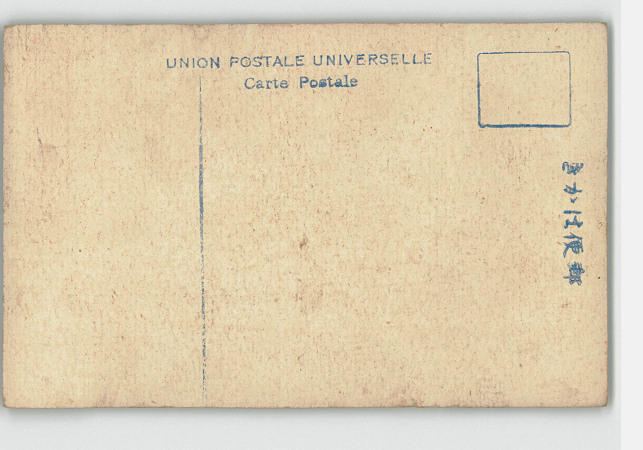 UNION POSTALE UNIVERSELLE
Carte Postale
郵便はかき